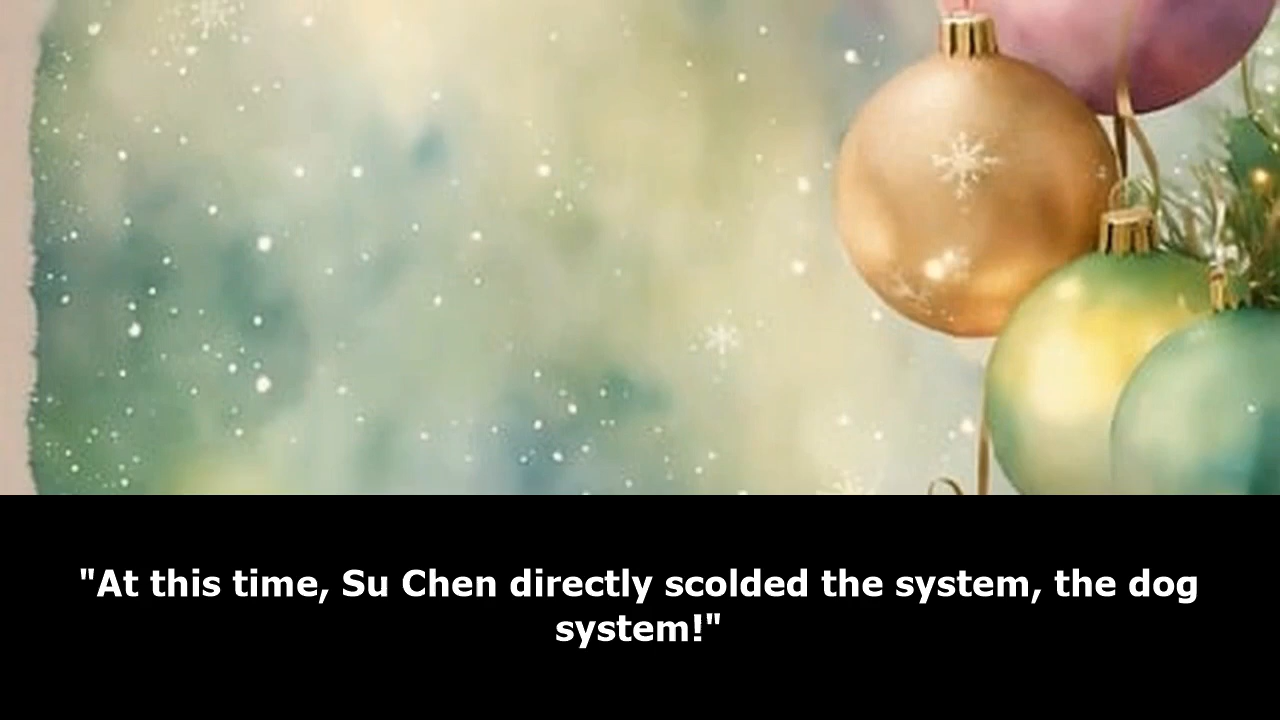 "At this time, Su Chen directly scolded the system, the dog
system!"